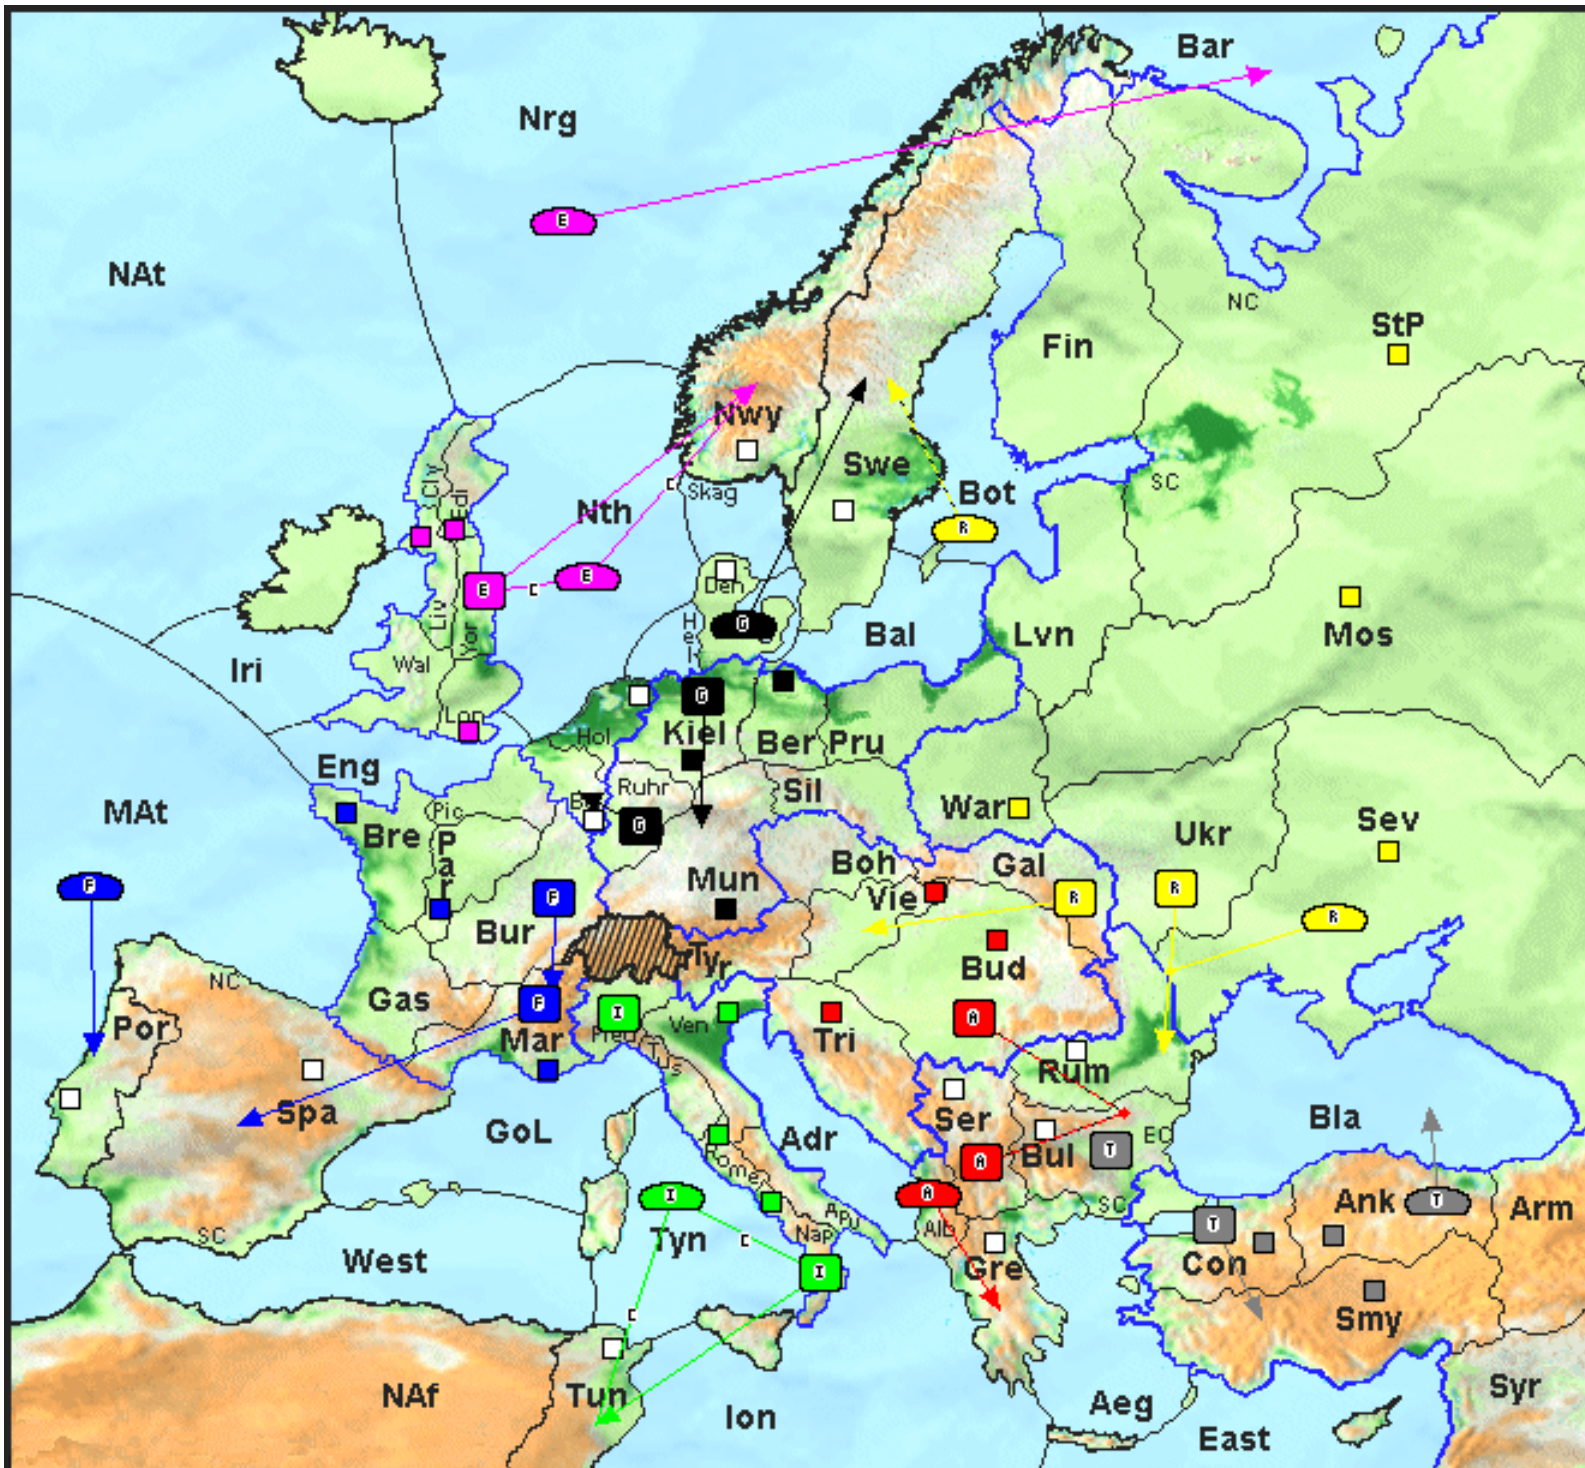 Bar
Nrg
E
NAt
NC
StP
Fin
Nwy
Swe
SC
Skag
Bot
Nth
C
Cly
Edi
R
E
E
C
Den
Mos
Liv
Yor
G
Hel
Bal
Lvn
Iri
Wal
G
Lon
Hol
Kiel
Ber
Pru
Eng
Ruhr
Sil
MAt
Pic
B
War
Bre
Par
G
Ukr
Sev
Boh
Gal
F
F
Mun
Vie
R
R
R
Bur
Tyr
Bud
NC
Gas
F
I
A
Por
Mar
Pied
Ven
Tri
Tus
Rum
Spa
GoL
Ser
Bla
Adr
EC
Rome
Bul
T
A
I
A
Ank
T
Arm
SC
Apu
SC
Nap
Alb
T
Tyn
C
West
Gre
Con
I
C
Smy
NAf
Tun
Ion
Aeg
Syr
East